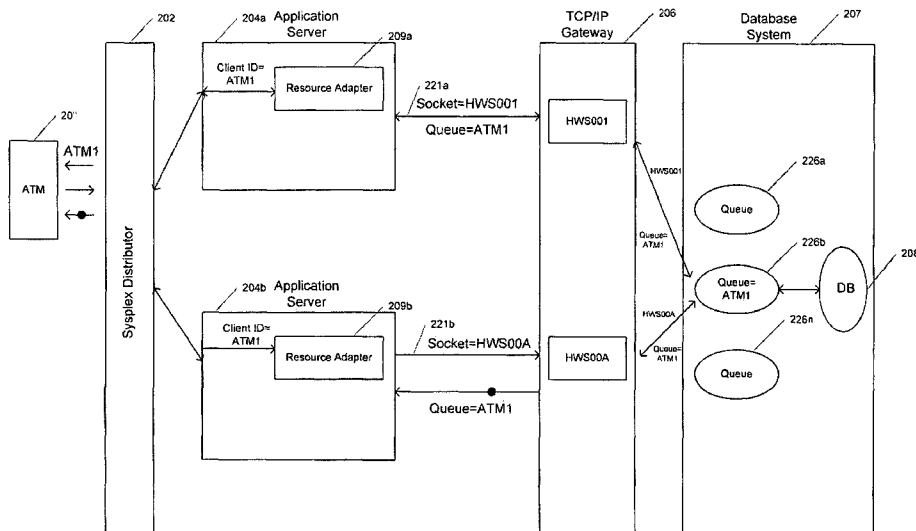 202
204a
Application
Server
209a
TCP/IP
Gateway
206
Database
System
207
Client ID=
ATM1
Resource Adapter
221a
Socket=HWS001
Queue=ATM1
HWS001
20"
ATM1
ATM
Sysplex Distributor
HWS001
Queue=
ATM1
226a
Queue
226b
Queue=
ATM1
DB
208
204b
Application
Server
209b
Client ID=
ATM1
Resource Adapter
221b
Socket=HWS00A
Queue=ATM1
HWS00A
HWS00A
Queue=
ATM1
226n
Queue